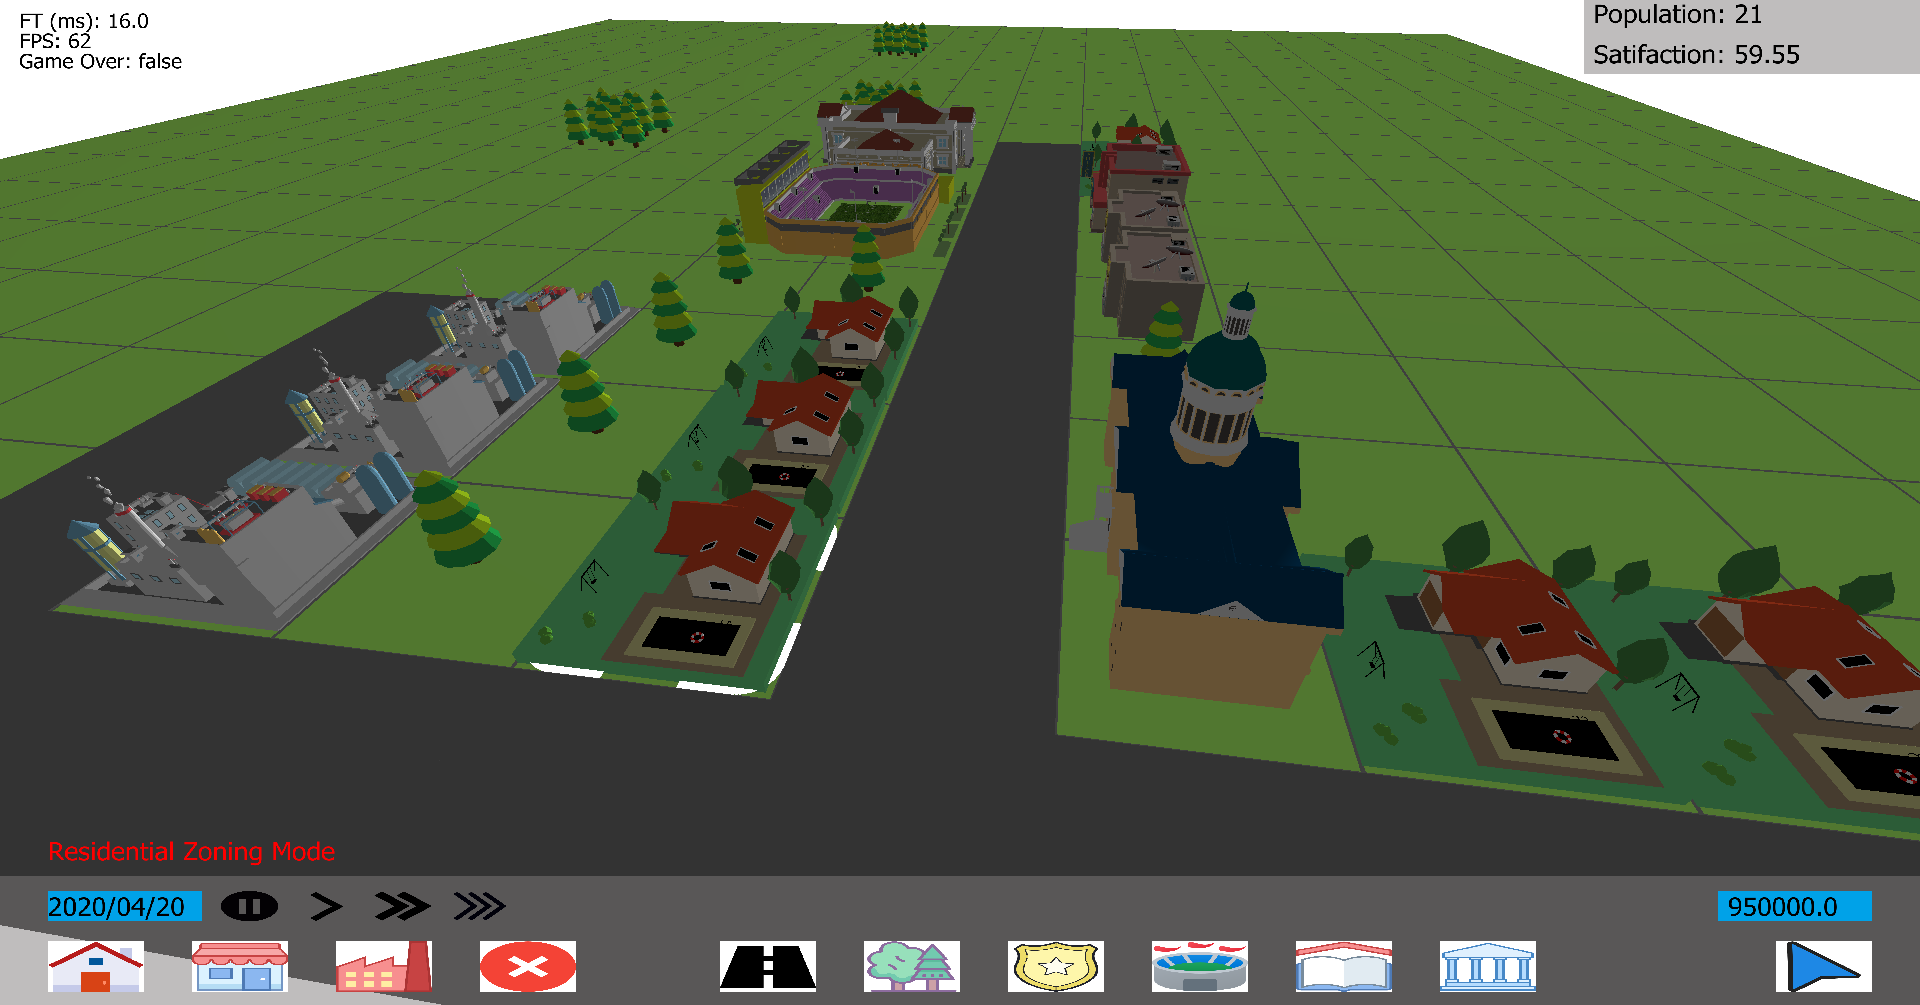 FT (ms): 16.0
FPS: 62
Game Over: false
Population: 21
Satifaction: 59.55
Residential Zoning Mode
2020/04/20
950000.0